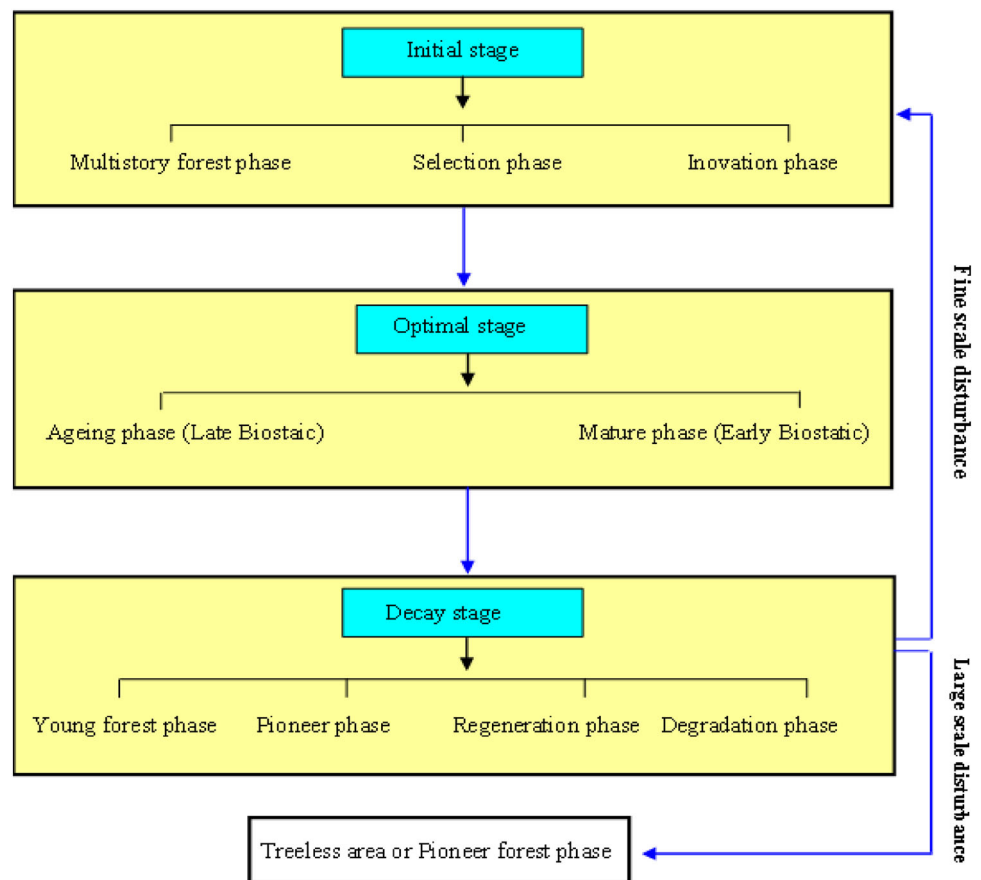 Initial stage
Multistory forest phase
Selection phase
Inovation phase
Optimal stage
Ageing phase (Late Biostaic)
Mature phase (Early Biostatic)
Fine scale disturbance
Decay stage
Young forest phase
Pioneer phase
Regeneration phase
Degradation phase
Large scale disturbance
Treeless area or Pioneer forest phase